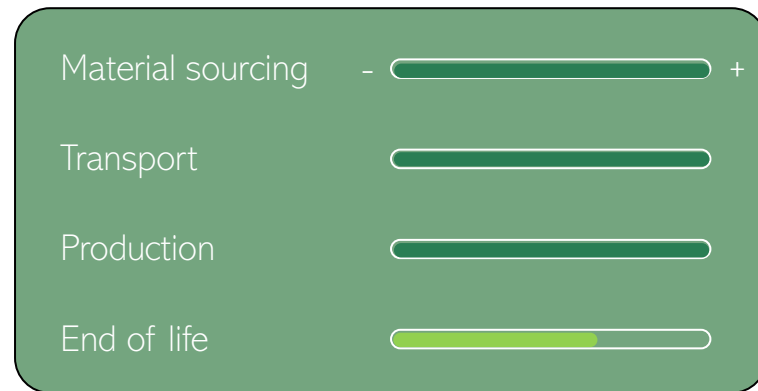 Material sourcing - +
Transport
Production
End of life